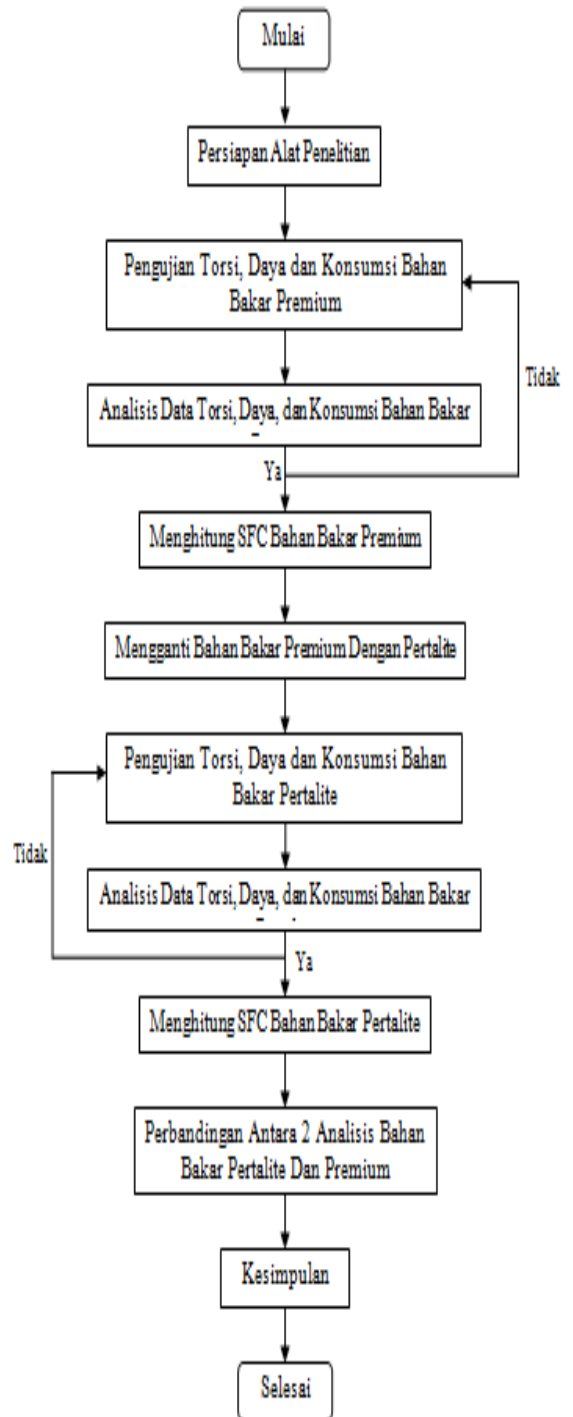 Mulai
Persiapan Alat Penelitian
Pengujian Torsi, Daya dan Konsumsi Bahan
Bakar Premium
Tidak
Analisis Data Torsi, Daya, dan Konsumsi Bahan Bakar
Ya
Menghitung SFC Bahan Bakar Premium
Mengganti Bahan Bakar Premium Dengan Pertalite
Pengujian Torsi, Daya dan Konsumsi Bahan
Bakar Pertalite
Tidak
Analisis Data Torsi, Daya, dan Konsumsi Bahan Bakar
Ya
Menghitung SFC Bahan Bakar Pertalite
Perbandingan Antara 2 Analisis Bahan
Bakar Pertalite Dan Premium
Kesimpulan
Selesai